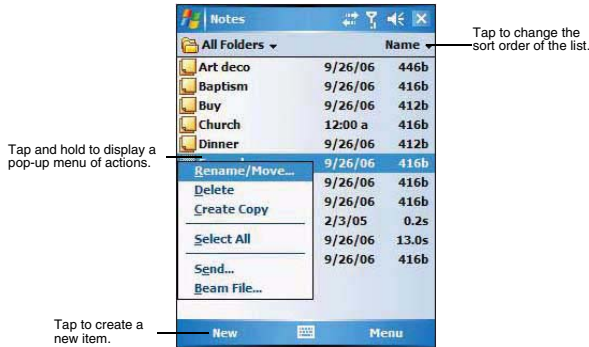 Notes
All Folders
Name
Tap to change the
sort order of the list.
Art deco 9/26/06 446b
Baptism 9/26/06 416b
Buy 9/26/06 412b
Church 12:00 a 416b
Dinner 9/26/06 412b
Tap and hold to display a
pop-up menu of actions.
9/26/06 416b
Rename/Move...
9/26/06 416b
Delete
9/26/06 416b
Create Copy
2/3/05 0.2s
Select All
9/26/06 13.0s
9/26/06 416b
Send...
Beam File...
Tap to create a
new item.
New
Menu